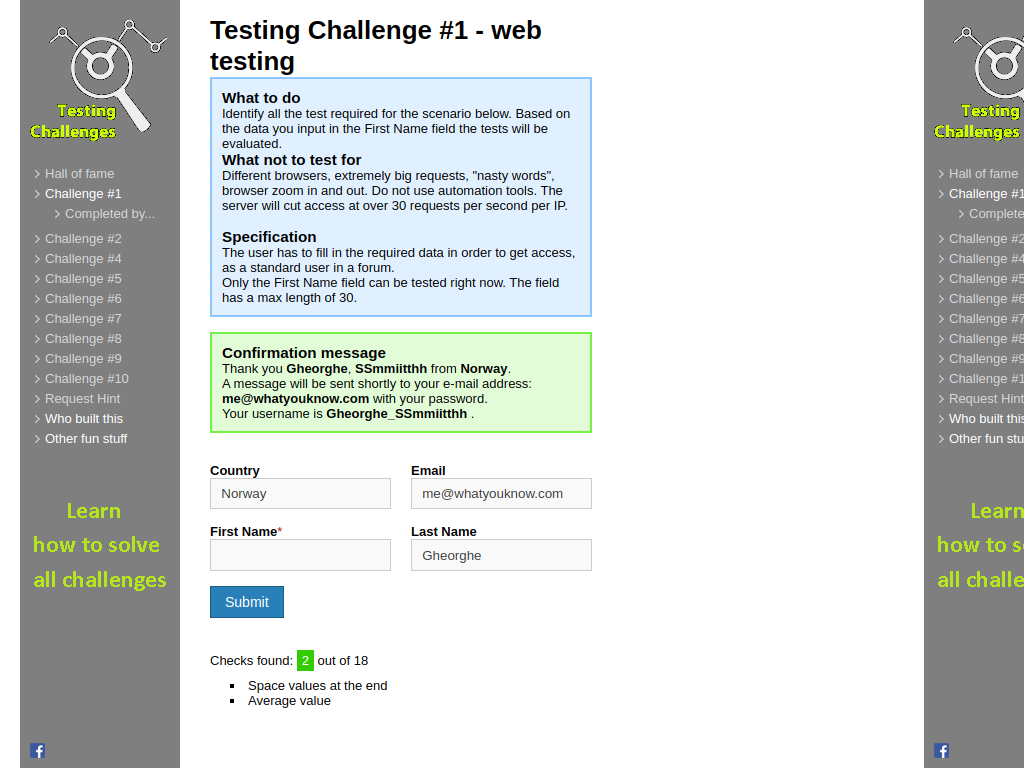 Testing
Challenges
Hall of fame
Challenge #1
Completed by...
Challenge #2
Challenge #4
Challenge #5
Challenge #6
Challenge #7
Challenge #8
Challenge #9
Challenge #10
Request Hint
Who built this
Other fun stuff
Learn
how to solve
all challenges
Testing Challenge #1 - web
testing
What to do
Identify all the test required for the scenario below. Based on
the data you input in the First Name field the tests will be
evaluated.
What not to test for
Different browsers, extremely big requests, "nasty words",
browser zoom in and out. Do not use automation tools. The
server will cut access at over 30 requests per second per IP.
Specification
The user has to fill in the required data in order to get access,
as a standard user in a forum.
Only the First Name field can be tested right now. The field
has a max length of 30.
Confirmation message
Thank you Gheorghe, SSmmiitthh from Norway.
A message will be sent shortly to your e-mail address:
me@whatyouknow.com with your password.
Your username is Gheorghe_SSmmiitthh .
Country Email
Norway me@whatyouknow.com
First Name* Last Name
Gheorghe
Submit
Checks found: 2 out of 18
Space values at the end
Average value
Testing
Challenges
Hall of fame
Challenge #1
Complete
Challenge #2
Challenge #4
Challenge #5
Challenge #6
Challenge #7
Challenge #8
Challenge #9
Challenge #1
Request Hint
Who built this
Other fun stu
Learn
how to so
all challe